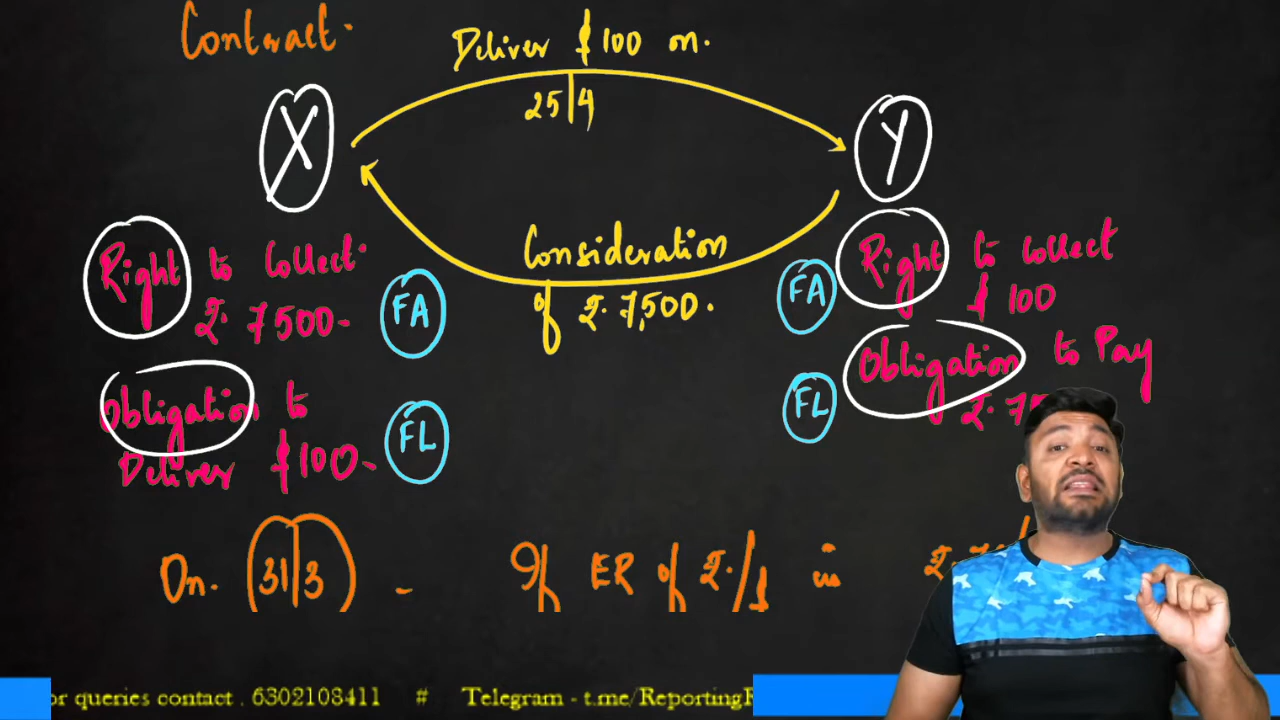 Contract.
Deliver $100 on.
25|4
X
Y
Consideration
of ₹. 7,500.
Right to Collect.
₹. 7500.
FA
Obligation to
Deliver $100.
FL
FA
Right to collect
$ 100
FL
Obligation to Pay
On. 31|3 - If ER of ₹./$ is
or queries contact . 6302108411 # Telegram - t.me/Reporting